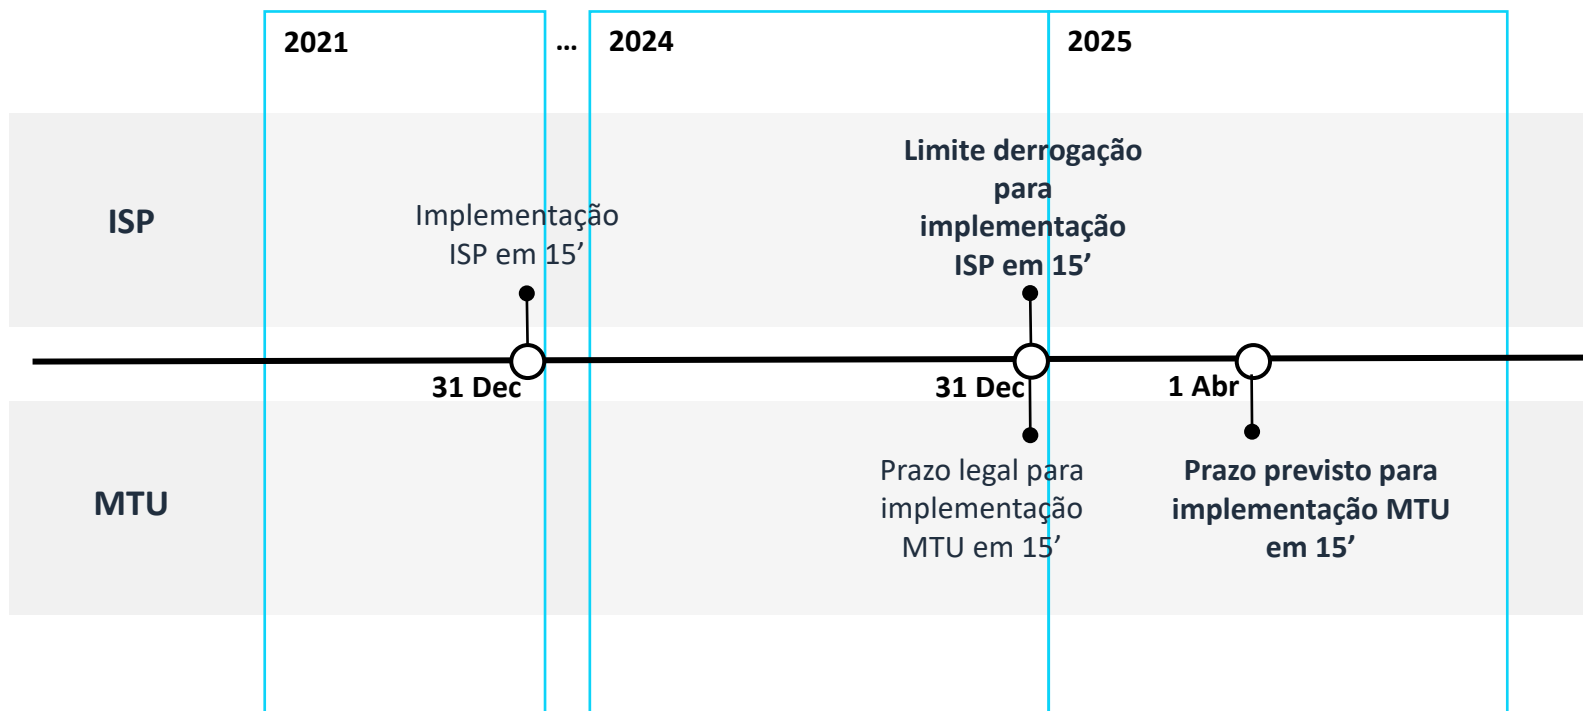 2021
...
2024
2025
ISP
Implementação
ISP em 15’
Limite derrogação
para
implementação
ISP em 15’
31 Dec
31 Dec
1 Abr
MTU
Prazo legal para
implementação
MTU em 15’
Prazo previsto para
implementação MTU
em 15’